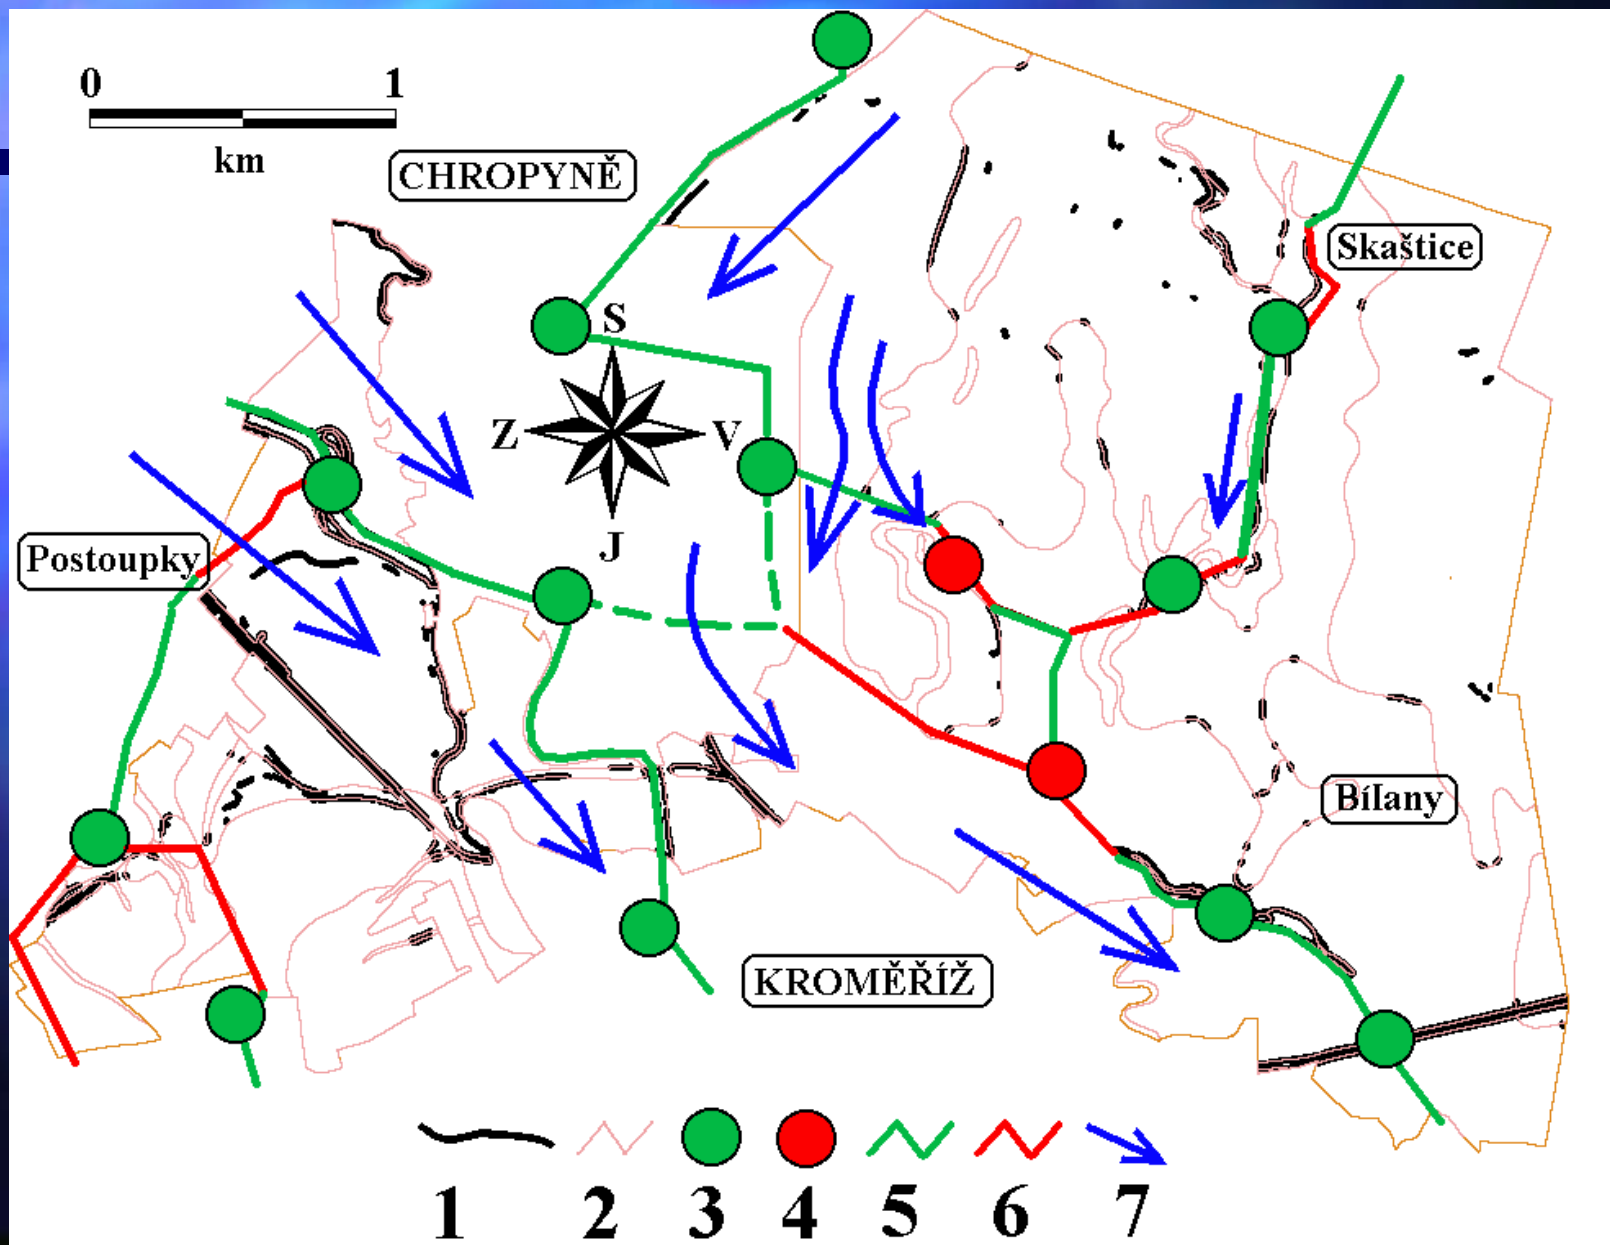 0 1
km
CHROPYNĚ
Skaštice
S
Z V
J
Postoupky
Bílany
KROMĚŘÍŽ
1 2 3 4 5 6 7